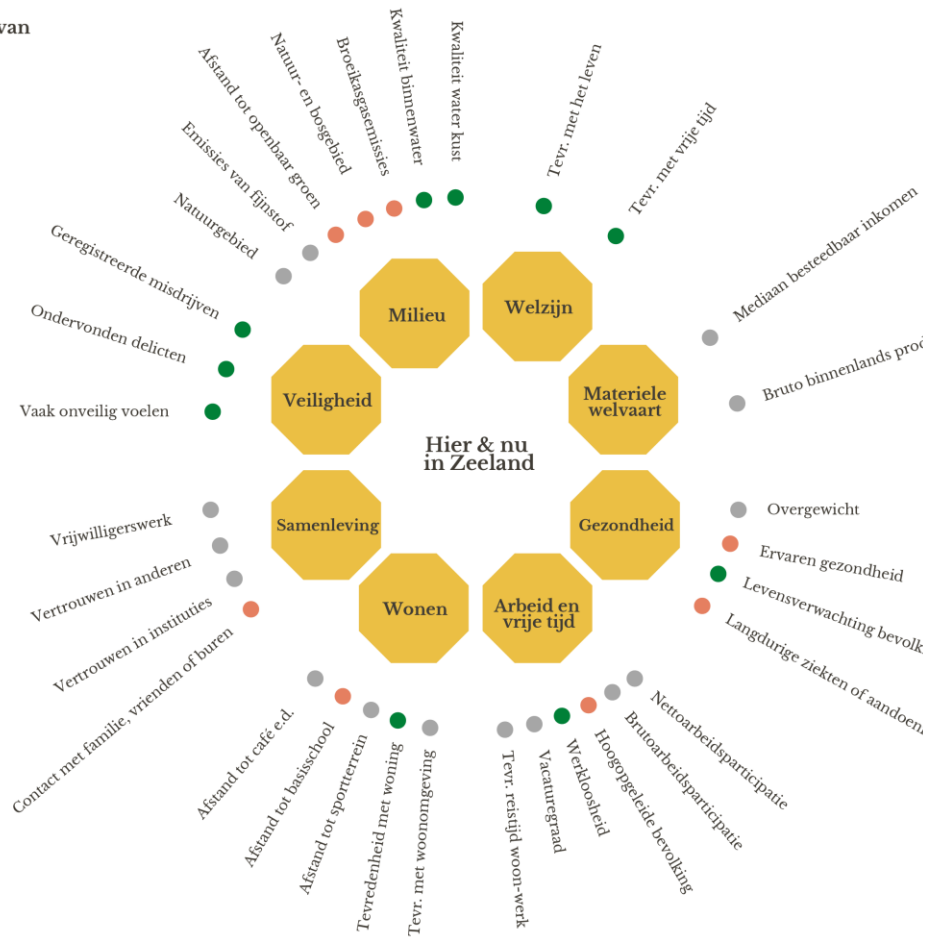 van
Kwaliteit water kust
Kwaliteit binnenwater
Broeikasgasemissies
Natuur- en bosgebied
Afstand tot openbaar groen
Emissies van fijnstof
Natuurgebied
Geregistreerde misdrijven
Ondervonden delicten
Vaak onveilig voelen
Tevr. met het leven
Tevr. met vrije tijd
Mediaan besteedbaar inkomen
Bruto binnenlands prod
Milieu
Welzijn
Veiligheid
Materiele
welvaart
Hier & nu
in Zeeland
Samenleving
Gezondheid
Wonen
Arbeid en
vrije tijd
Overgewicht
Ervaren gezondheid
Levensverwachting bevolk
Langdurige ziekten of aandoen
Vrijwilligerswerk
Vertrouwen in anderen
Vertrouwen in instituties
Contact met familie, vrienden of buren
Afstand tot café e.d.
Afstand tot basisschool
Afstand tot sportterrein
Tevredenheid met woning
Tevr. met woonomgeving
Tevr. reistijd woon-werk
Vacaturegraad
Werkloosheid
Hoogopgeleide bevolking
Brutoarbeidsparticipatie
Nettoarbeidsparticipatie